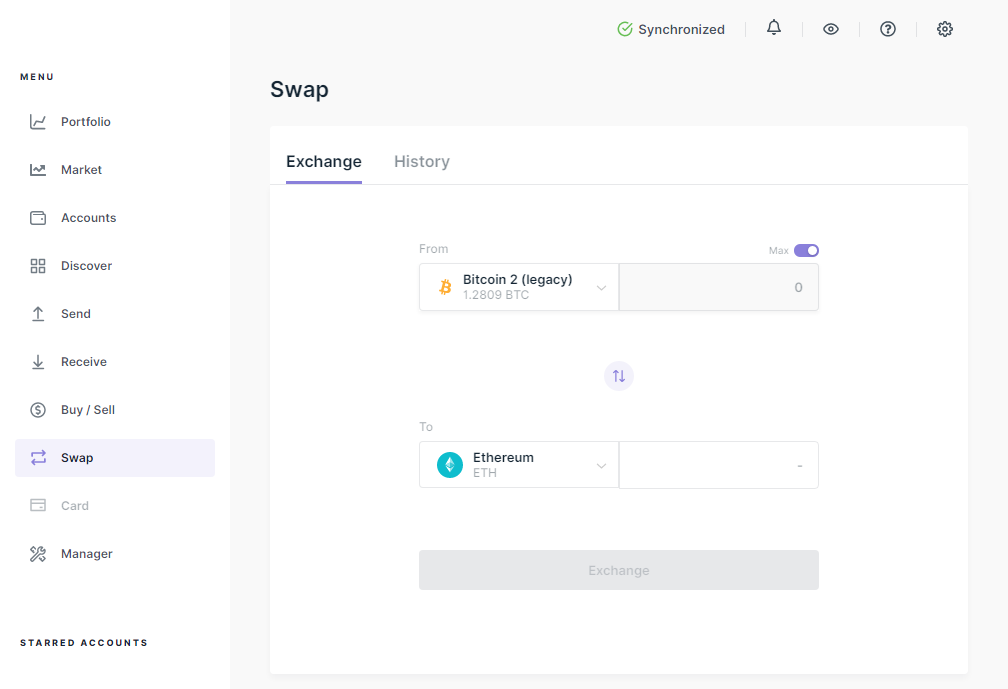 Synchronized
MENU
Portfolio
Market
Accounts
Discover
Send
Receive
Buy / Sell
Swap
Card
Manager
STARRED ACCOUNTS
Swap
Exchange History
From Max
Bitcoin 2 (legacy)
1.2809 BTC
0
To
Ethereum
ETH
-
Exchange